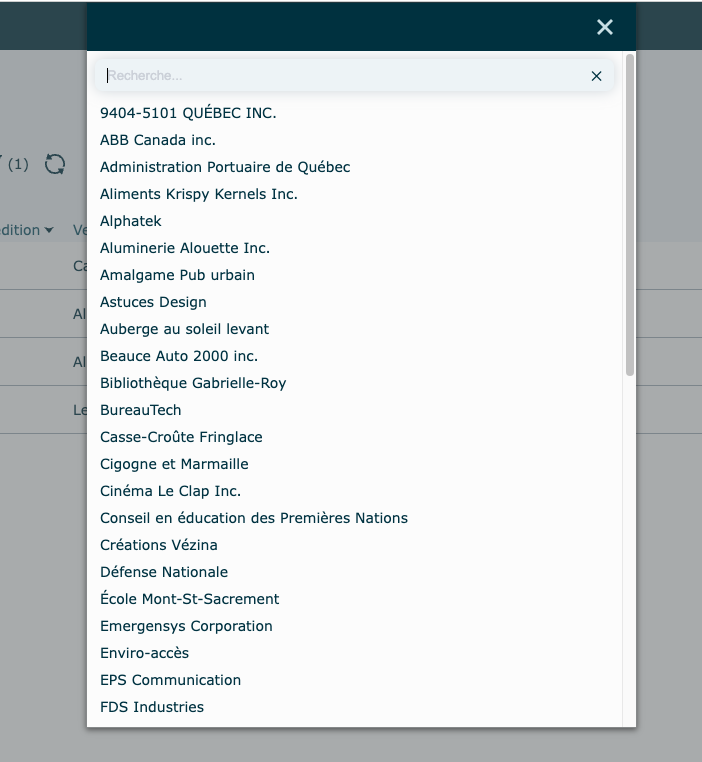 Recherche...
9404-5101 QUÉBEC INC.
ABB Canada inc.
Administration Portuaire de Québec
(1)
Aliments Krispy Kernels Inc.
Alphatek
dition
Ve
Aluminerie Alouette Inc.
Ca
Amalgame Pub urbain
Astuces Design
Al
Auberge au soleil levant
Beauce Auto 2000 inc.
Al
Bibliothèque Gabrielle-Roy
Le
BureauTech
Casse-Croûte Fringlace
Cigogne et Marmaille
Cinéma Le Clap Inc.
Conseil en éducation des Premières Nations
Créations Vézina
Défense Nationale
École Mont-St-Sacrement
Emergensys Corporation
Enviro-accès
EPS Communication
FDS Industries